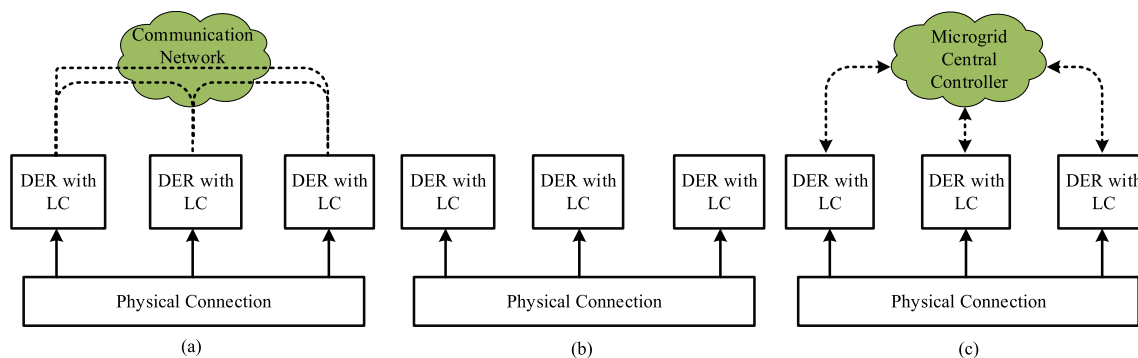 Communication
Network
DER with
LC
DER with
LC
DER with
LC
Physical Connection
(a)
DER with
LC
DER with
LC
DER with
LC
Physical Connection
(b)
Microgrid
Central
Controller
DER with
LC
DER with
LC
DER with
LC
Physical Connection
(c)